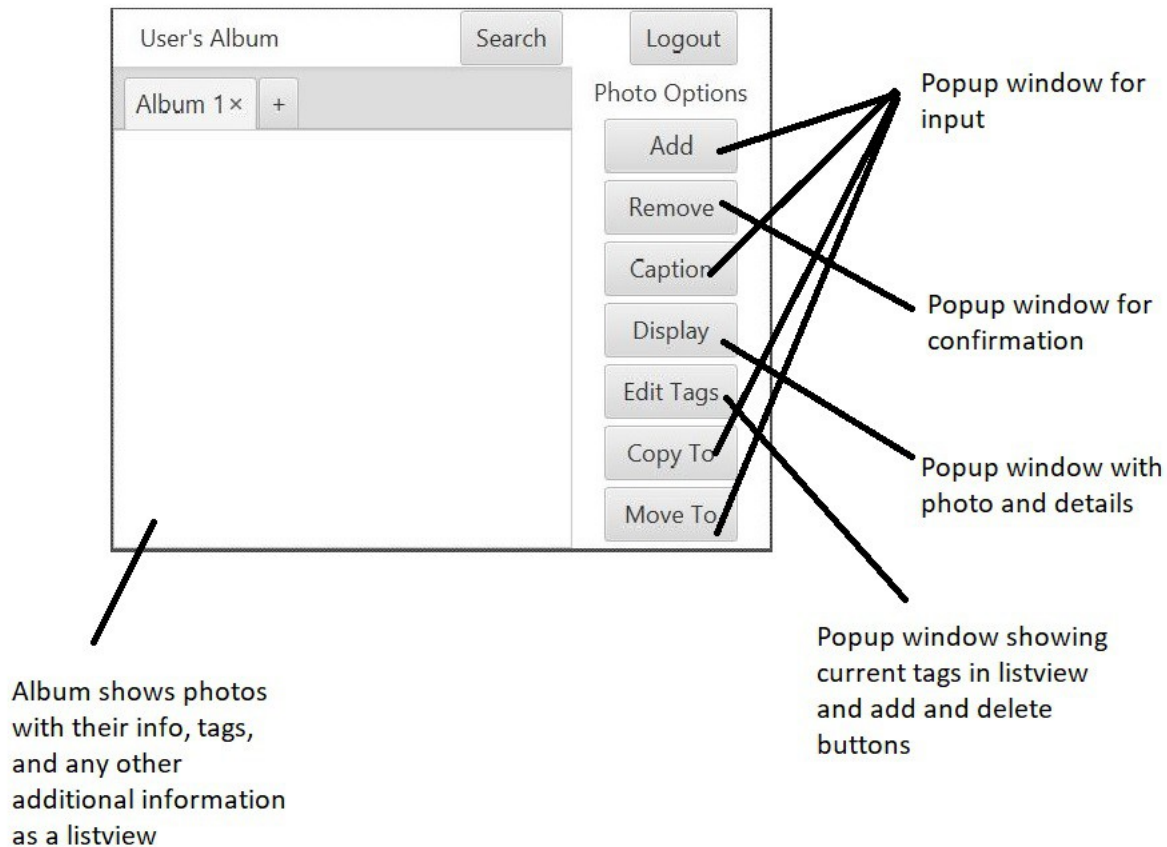 User's Album
Search
Logout
Album 1×
+
Photo Options
Add
Remove
Caption
Display
Edit Tags
Copy To
Move To
Popup window for
input
Popup window for
confirmation
Popup window with
photo and details
Popup window showing
current tags in listview
and add and delete
buttons
Album shows photos
with their info, tags,
and any other
additional information
as a listview